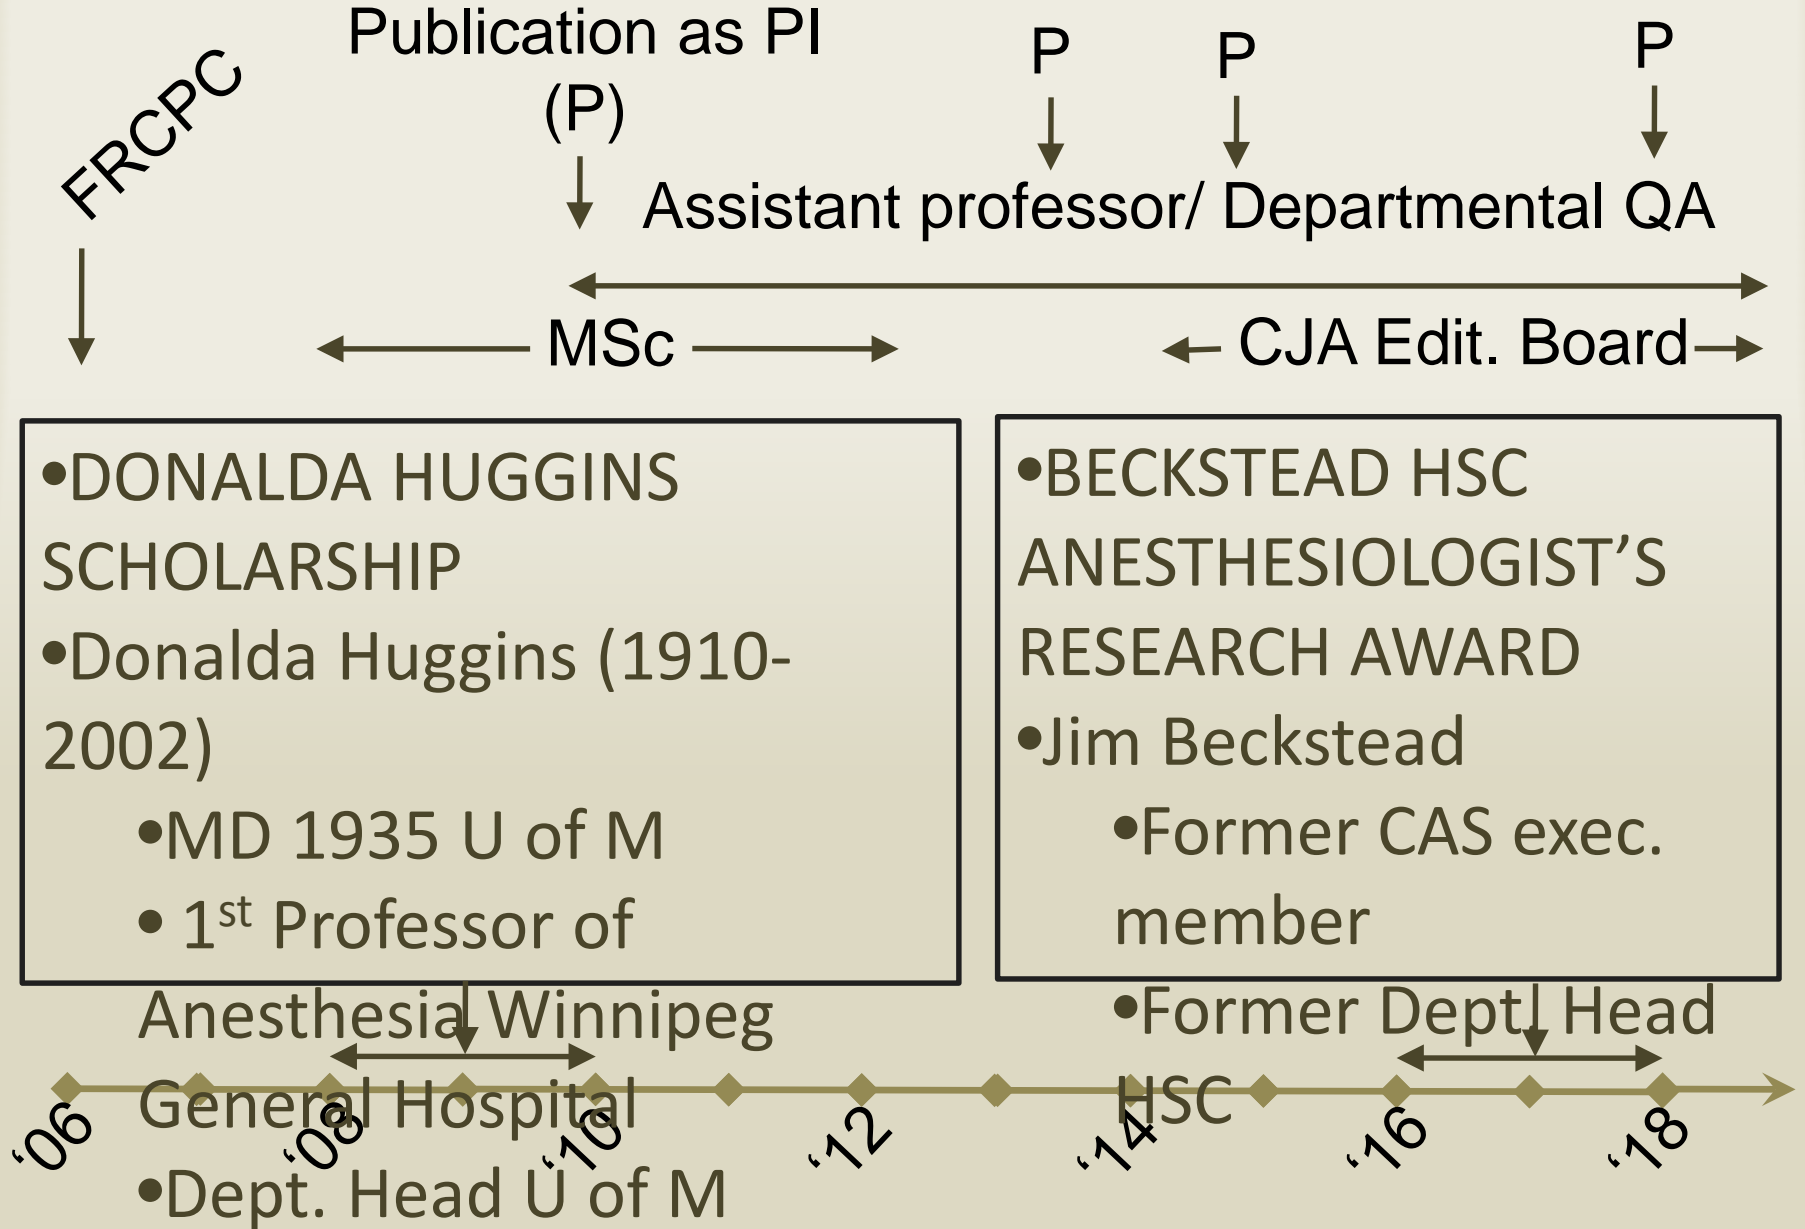 FRCPC
Publication as PI
(P)
P
P
P
Assistant professor/ Departmental QA
MSc
CJA Edit. Board
•DONALDA HUGGINS
SCHOLARSHIP
•Donalda Huggins (1910-
2002)
•MD 1935 U of M
• 1st Professor of
Anesthesia Winnipeg
General Hospital
•Dept. Head U of M
•BECKSTEAD HSC
ANESTHESIOLOGIST’S
RESEARCH AWARD
•Jim Beckstead
•Former CAS exec.
member
•Former Dept. Head
HSC
‘06
‘08
‘10
‘12
‘14
‘16
‘18